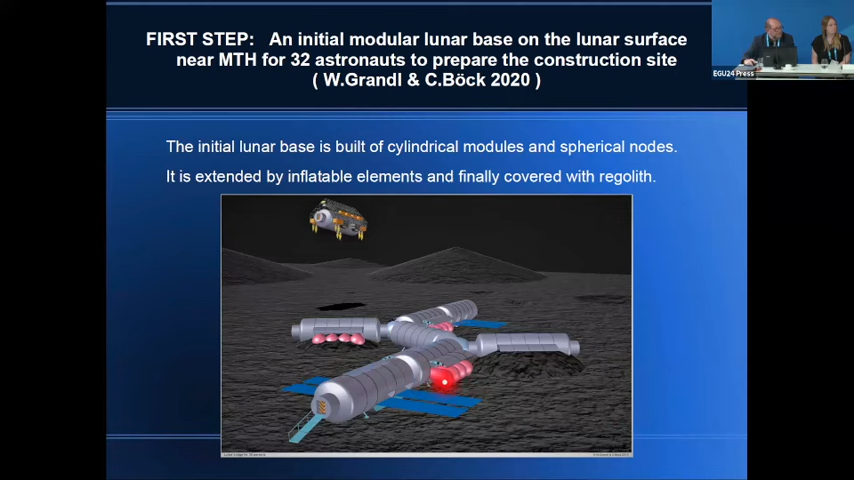 FIRST STEP: An initial modular lunar base on the lunar surface
near MTH for 32 astronauts to prepare the construction site
( W.Grandl & C.Böck 2020 )
EGU24 Press
The initial lunar base is built of cylindrical modules and spherical nodes.
It is extended by inflatable elements and finally covered with regolith.